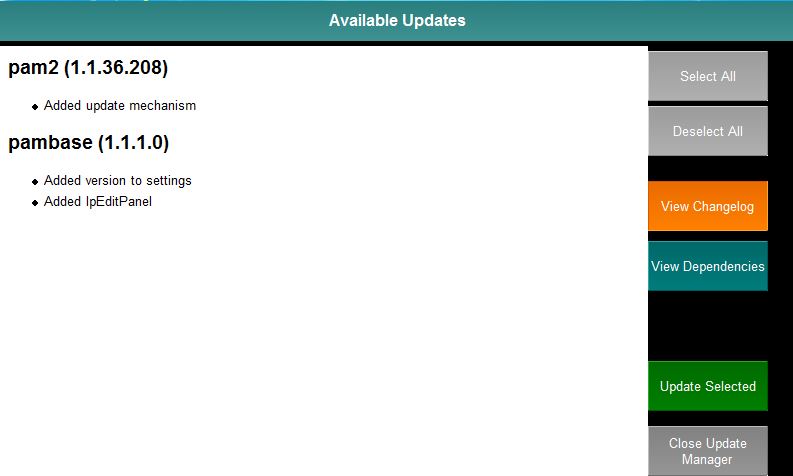 Available Updates
pam2 (1.1.36.208)
Added update mechanism
pambase (1.1.1.0)
Added version to settings
Added IpEditPanel
Select All
Deselect All
View Changelog
View Dependencies
Update Selected
Close Update
Manager